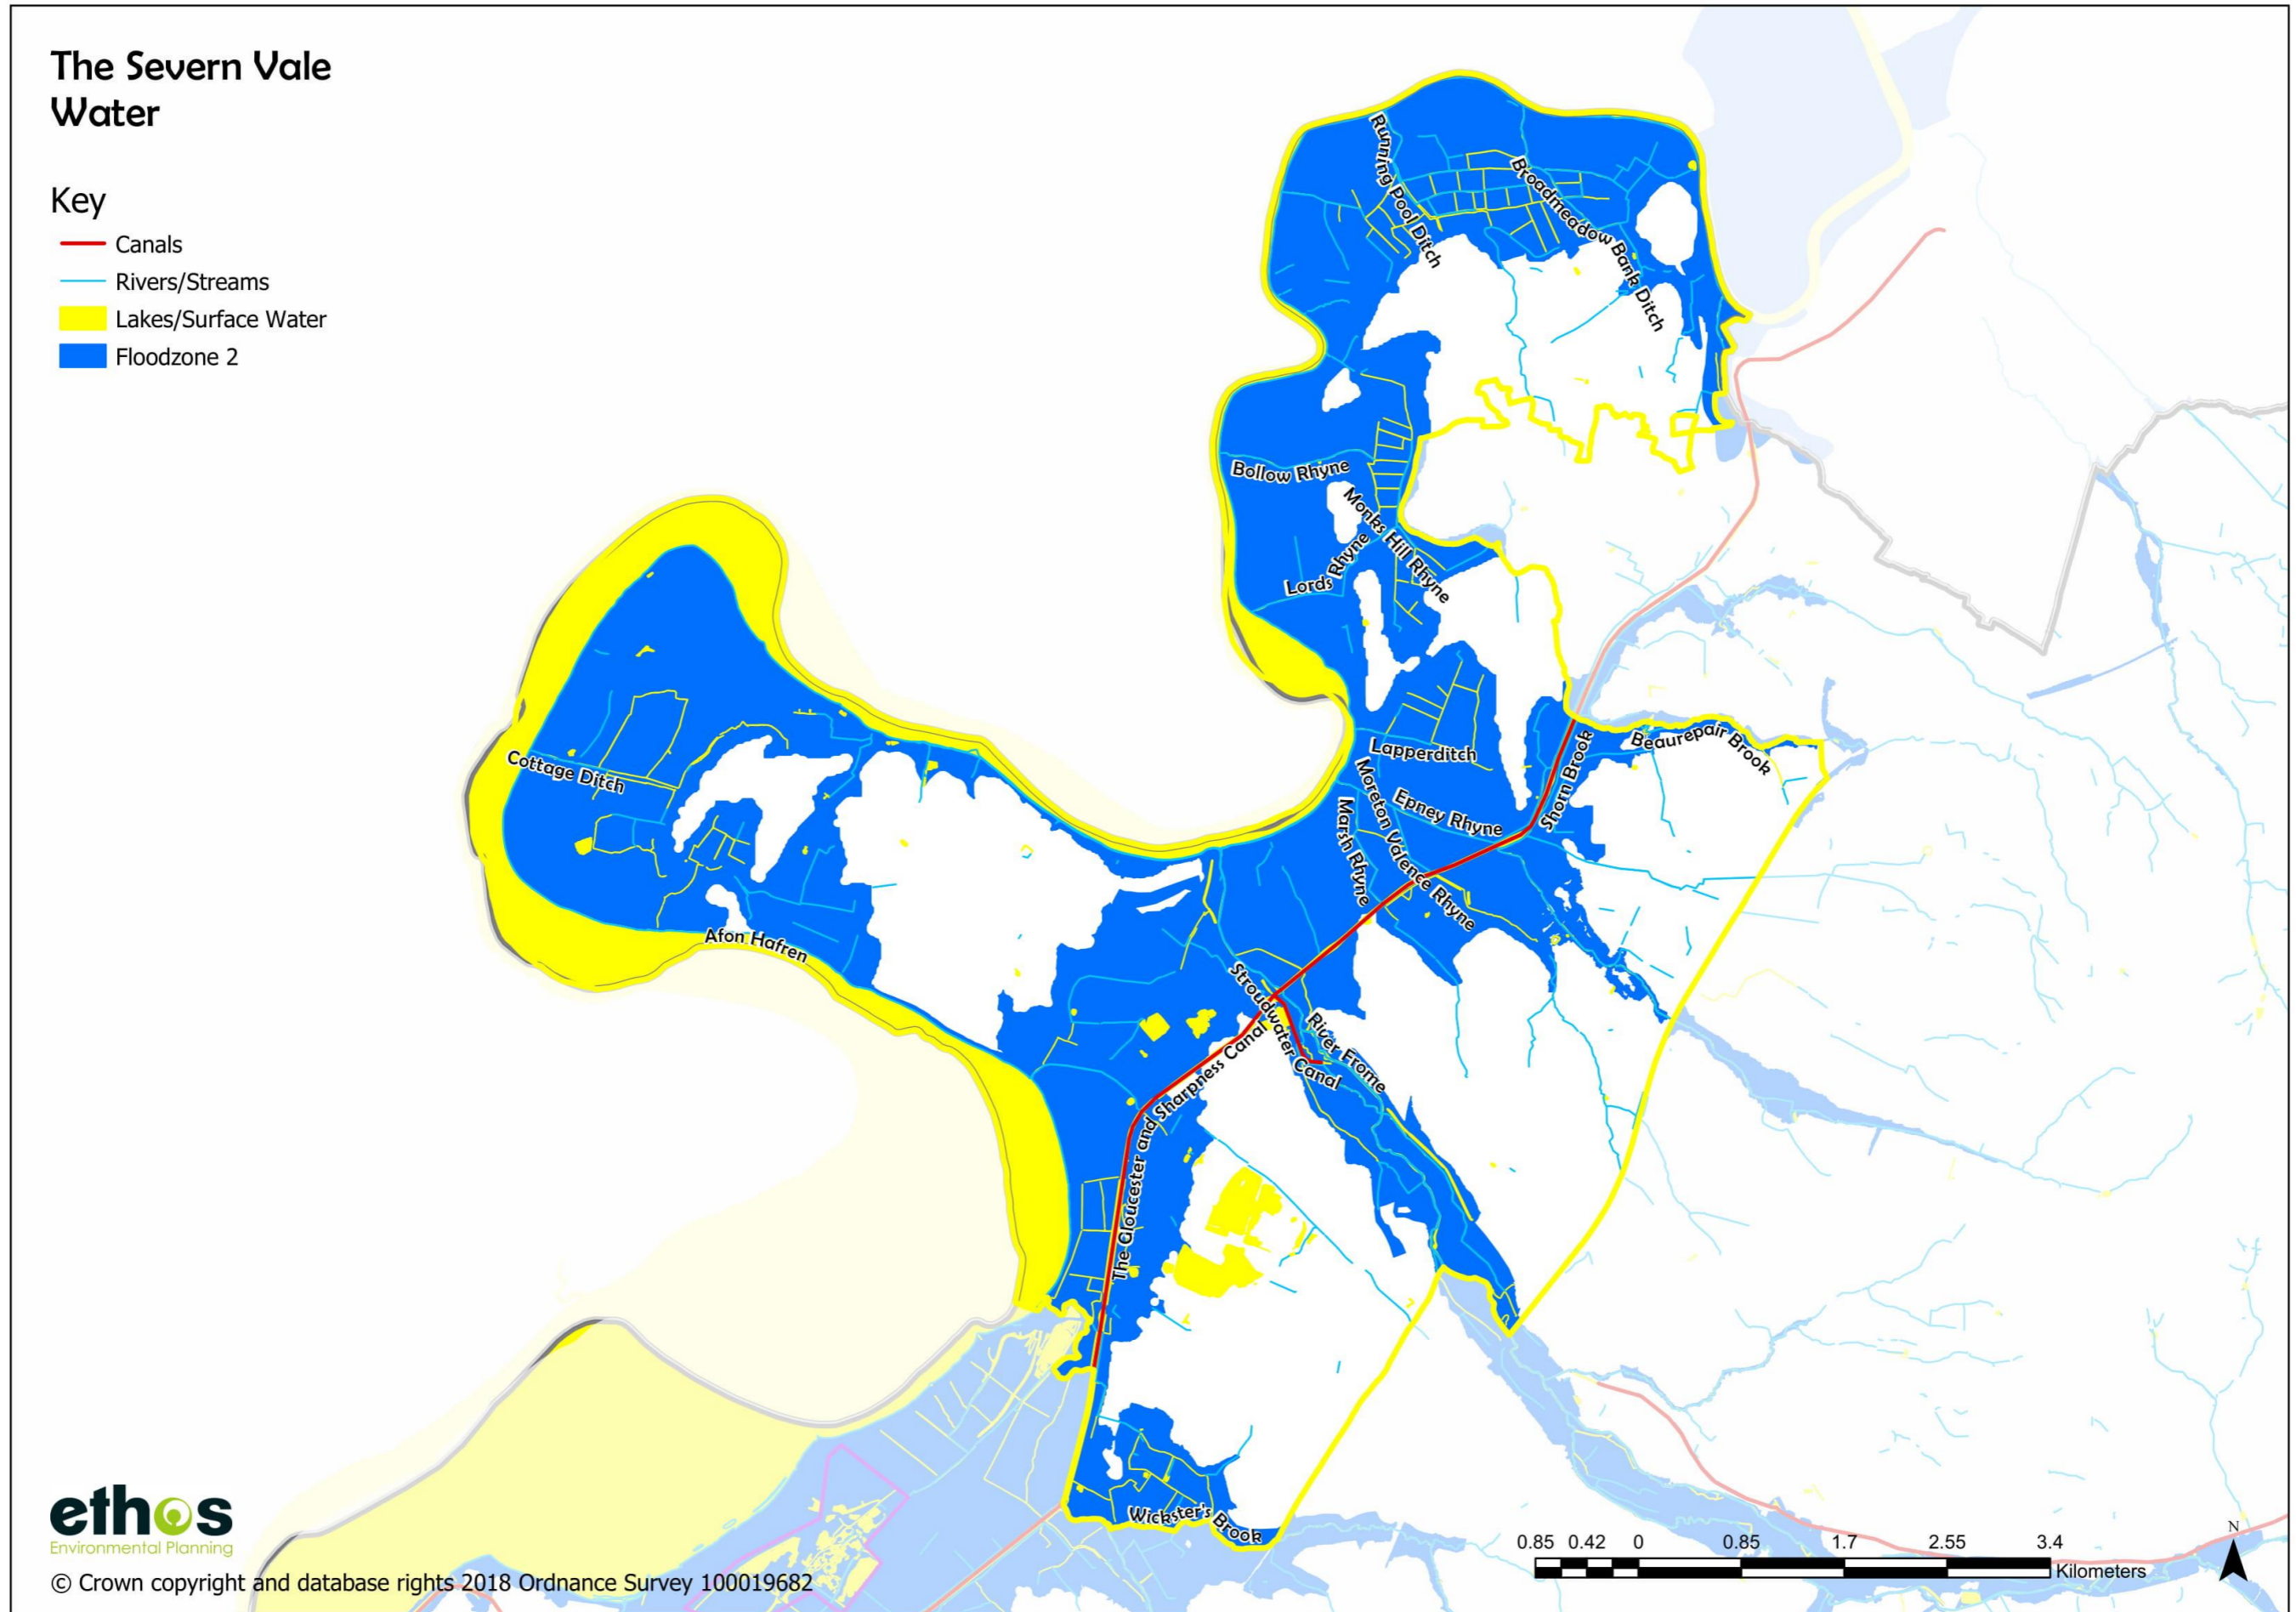 The Severn Vale
Water
Key
Canals
Rivers/Streams
Lakes/Surface Water
Floodzone 2
Running Pool Ditch
Broadmeadow Bank Ditch
Bollow Rhyne
Monks Hill Rhyne
Lords Rhyne
Lapperditch
Beaurepair Brook
Shorn Brook
Moreton Valence Rhyne
Epney Rhyne
Marsh Rhyne
Cottage Ditch
Afon Hafren
Stroudwater Canal
River Frome
The Gloucester and Sharpness Canal
Wickster's Brook
ethos
Environmental Planning
© Crown copyright and database rights 2018 Ordnance Survey 100019682
0.85 0.42 0 0.85 1.7 2.55 3.4
Kilometers
N